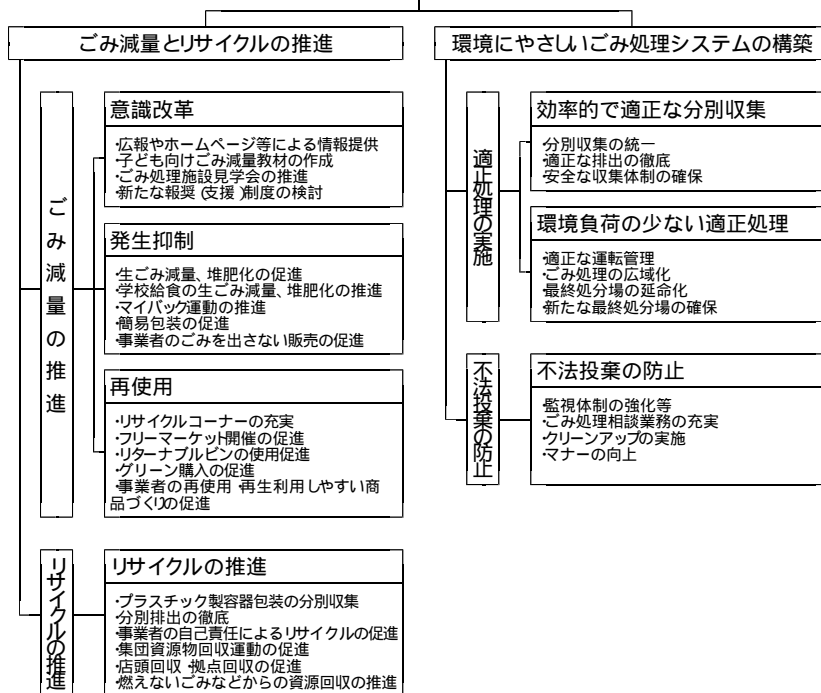 ごみ減量とリサイクルの推進
ごみ減量の推進
意識改革
・広報やホームページ等による情報提供
・子ども向けごみ減量教材の作成
・ごみ処理施設見学会の推進
・新たな報奨(支援)制度の検討
発生抑制
・生ごみ減量、堆肥化の促進
・学校給食の生ごみ減量、堆肥化の推進
・マイバック運動の推進
・簡易包装の促進
・事業者のごみを出さない販売の促進
再使用
・リサイクルコーナーの充実
・フリーマーケット開催の促進
・リターナブルビンの使用促進
・グリーン購入の促進
・事業者の再使用・再生利用しやすい商
品づくりの促進
リサイクルの推進
リサイクルの推進
・プラスチック製容器包装の分別収集
・分別排出の徹底
・事業者の自己責任によるリサイクルの促進
・集団資源物回収運動の促進
・店頭回収・拠点回収の促進
・燃えないごみなどからの資源回収の推進
環境にやさしいごみ処理システムの構築
適正処理の実施
効率的で適正な分別収集
・分別収集の統一
・適正な排出の徹底
・安全な収集体制の確保
環境負荷の少ない適正処理
・適正な運転管理
・ごみ処理の広域化
・最終処分場の延命化
・新たな最終処分場の確保
不法投棄の防止
不法投棄の防止
・監視体制の強化等
・ごみ処理相談業務の充実
・クリーンアップの実施
・マナーの向上